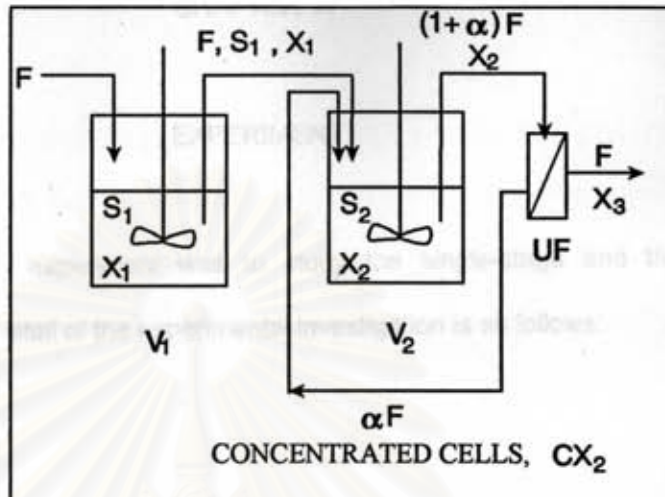 (1+α)F
F, S₁ , X₁
X₂
F
F
X₃
UF
S₁
X₁
S₂
X₂
V₁
V₂
αF
CONCENTRATED CELLS, CX₂